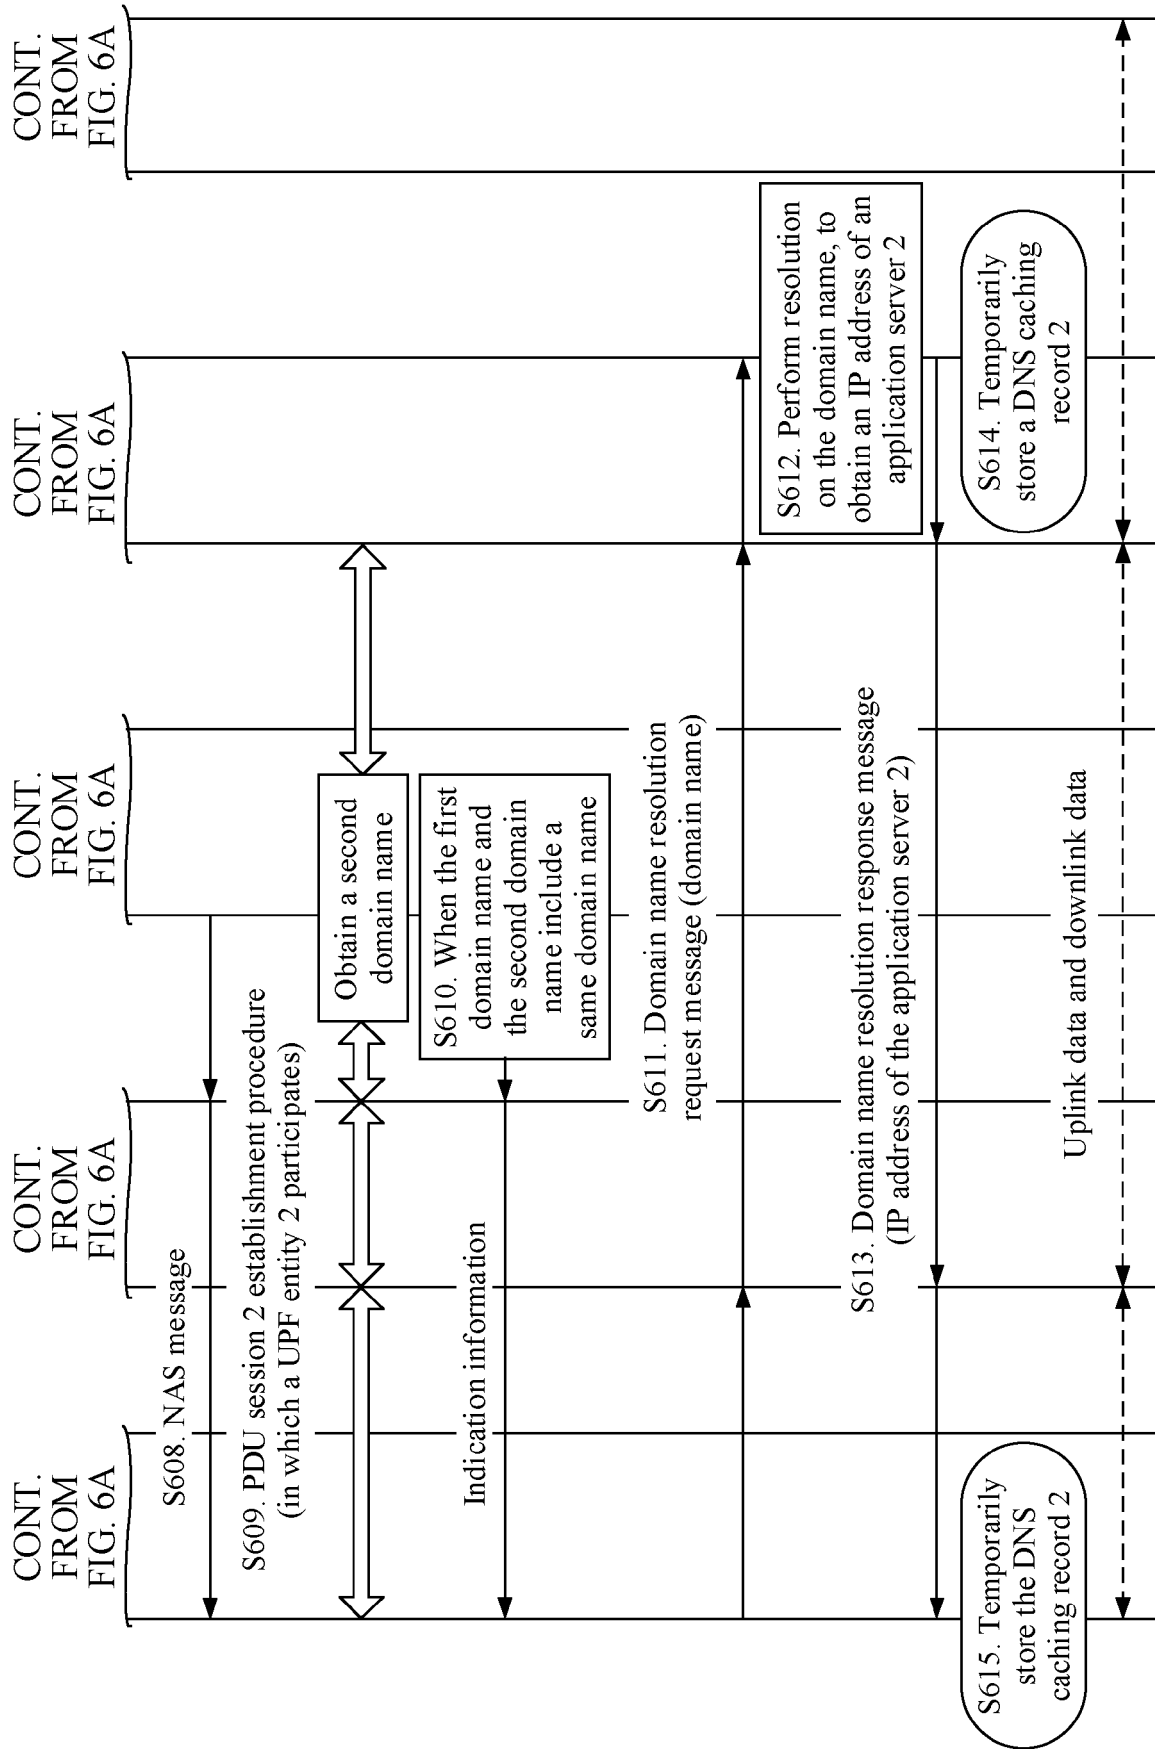 CONT.
FROM
FIG. 6A
CONT.
FROM
FIG. 6A
CONT.
FROM
FIG. 6A
CONT.
FROM
FIG. 6A
CONT.
FROM
FIG. 6A
S608. NAS message
S609. PDU session 2 establishment procedure
(in which a UPF entity 2 participates)
Obtain a second
domain name
S610. When the first
domain name and
the second domain
name include a
same domain name
Indication information
S611. Domain name resolution
request message (domain name)
S612. Perform resolution
on the domain name, to
obtain an IP address of an
application server 2
S613. Domain name resolution response message
(IP address of the application server 2)
S614. Temporarily
store a DNS caching
record 2
S615. Temporarily
store the DNS
caching record 2
Uplink data and downlink data